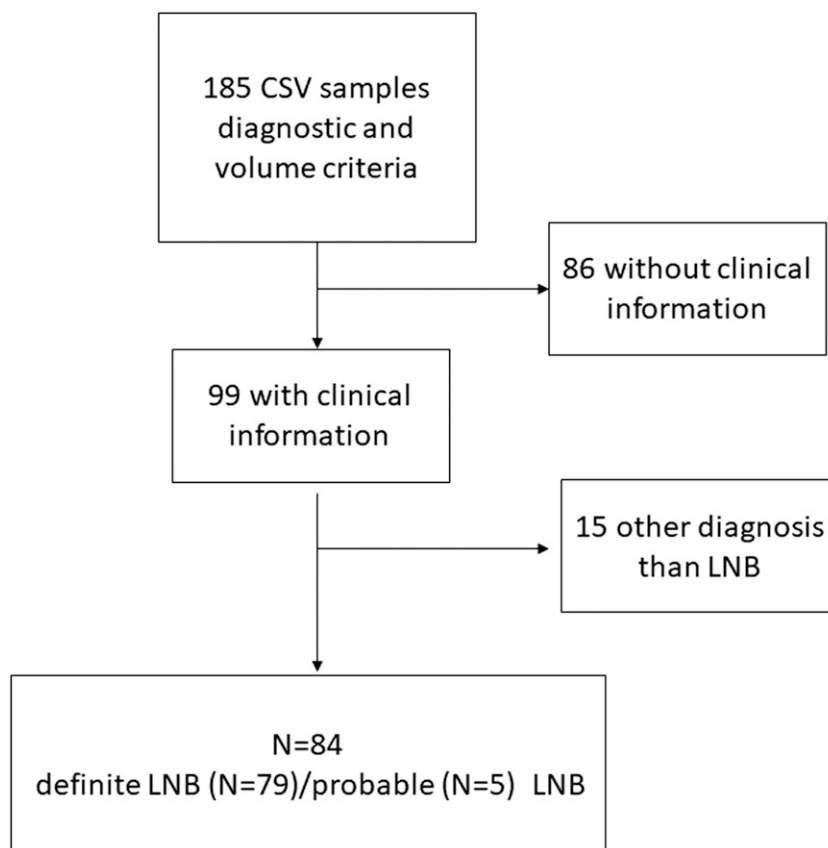 185 CSV samples
diagnostic and
volume criteria
86 without clinical
information
99 with clinical
information
15 other diagnosis
than LNB
N=84
definite LNB (N=79)/probable (N=5)  LNB